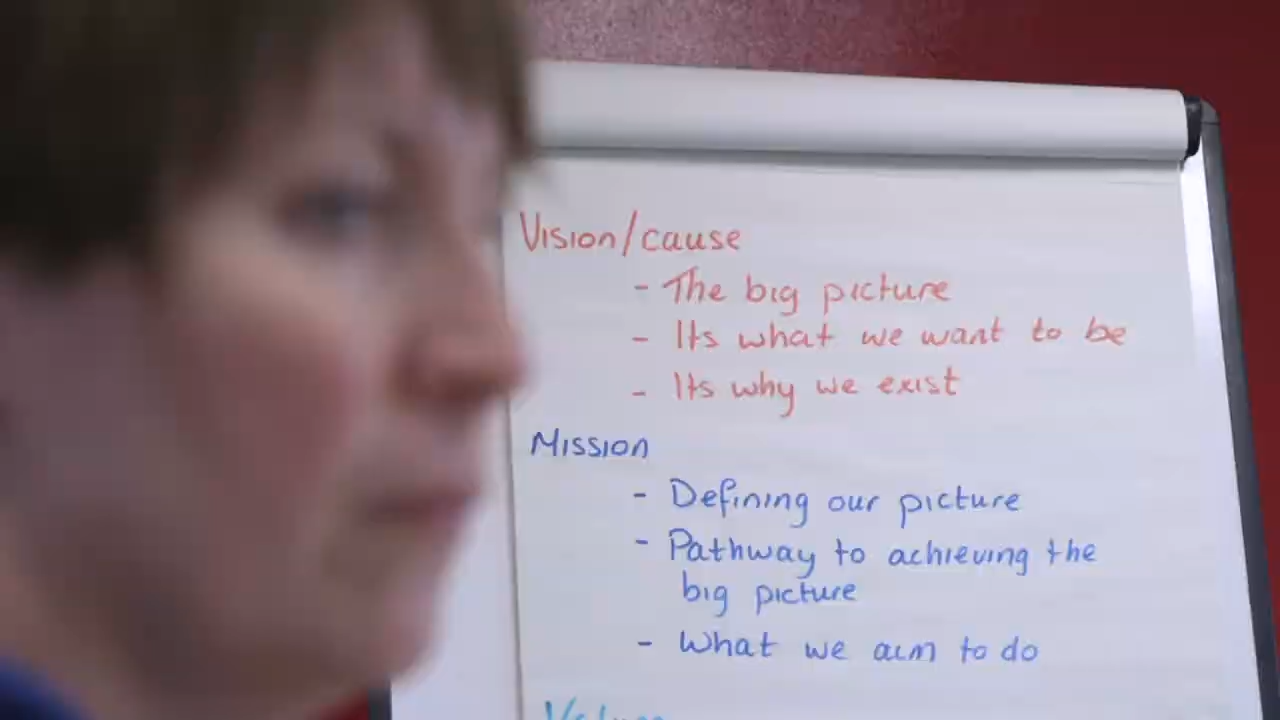 Vision/cause
- The big picture
- Its what we want to be
- Its why we exist
Mission
- Defining our picture
- Pathway to achieving the
big picture
- What we aim to do